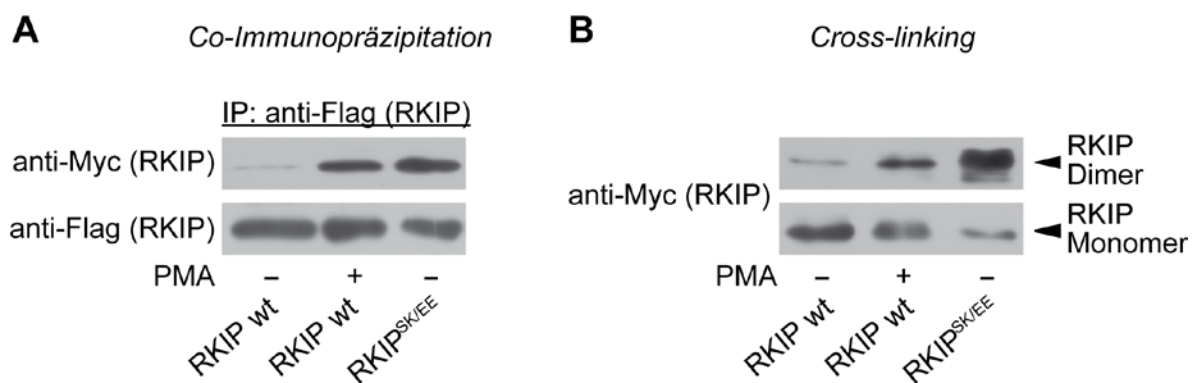 A
Co-Immunopräzipitation
IP: anti-Flag (RKIP)
anti-Myc (RKIP)
anti-Flag (RKIP)
PMA – + –
RKIP wt
RKIP wt
RKIP^SK/EE
B
Cross-linking
anti-Myc (RKIP)
RKIP
Dimer
RKIP
Monomer
PMA – + –
RKIP wt
RKIP wt
RKIP^SK/EE